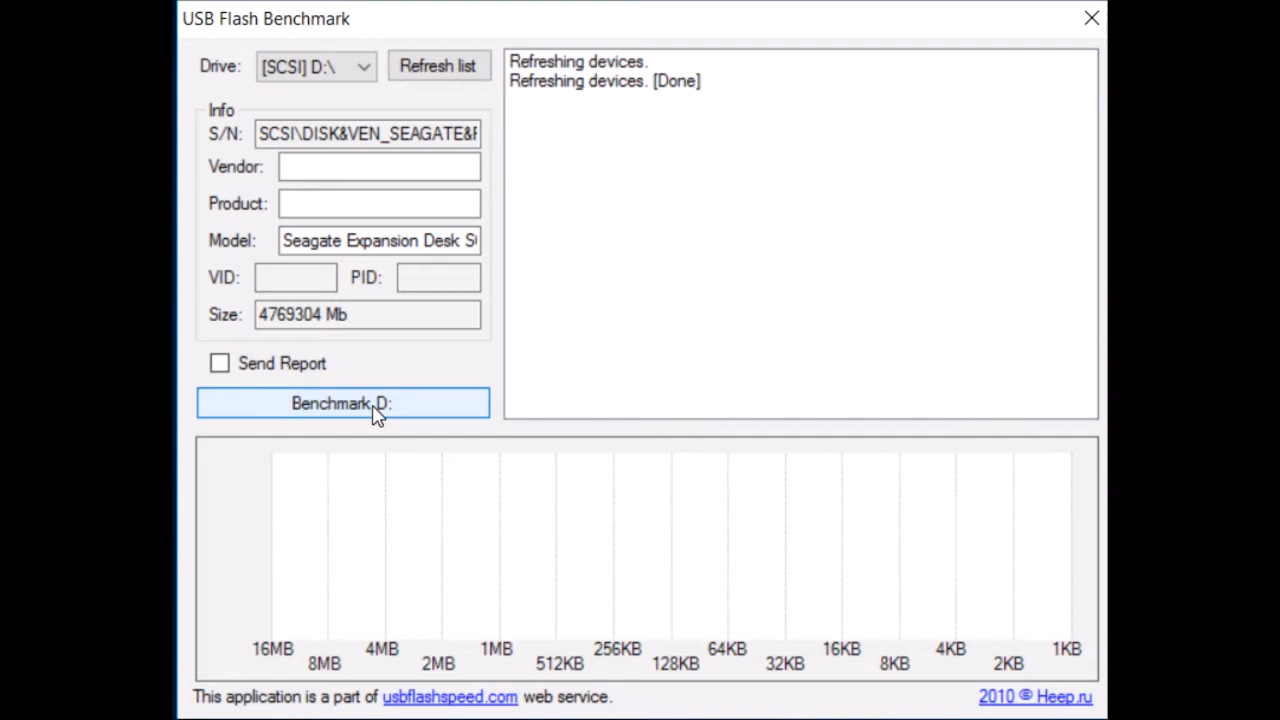 USB Flash Benchmark
Drive: [SCSI] D:\ Refresh list
Refreshing devices.
Refreshing devices. [Done]
Info
S/N: SCSI\DISK&VEN_SEAGATE&
Vendor:
Product:
Model: Seagate Expansion Desk
VID: PID:
Size: 4769304 Mb
Send Report
Benchmark D:
16MB 8MB 4MB 2MB 1MB 512KB 256KB 128KB 64KB 32KB 16KB 8KB 4KB 2KB 1KB
This application is a part of usbflashspeed.com web service. 2010 © Heep.ru